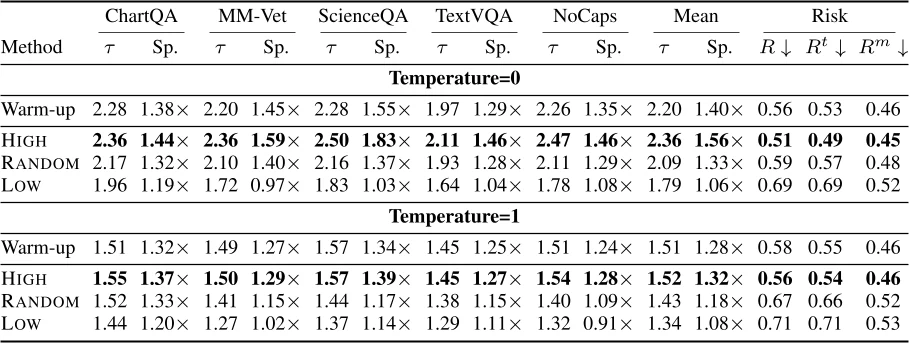 ChartQA MM-Vet ScienceQA TextVQA NoCaps Mean Risk
Method τ Sp. τ Sp. τ Sp. τ Sp. τ Sp. τ Sp. R ↓ Rᵗ ↓ Rᵐ ↓
Temperature=0
Warm-up 2.28 1.38× 2.20 1.45× 2.28 1.55× 1.97 1.29× 2.26 1.35× 2.20 1.40× 0.56 0.53 0.46
HIGH 2.36 1.44× 2.36 1.59× 2.50 1.83× 2.11 1.46× 2.47 1.46× 2.36 1.56× 0.51 0.49 0.45
RANDOM 2.17 1.32× 2.10 1.40× 2.16 1.37× 1.93 1.28× 2.11 1.29× 2.09 1.33× 0.59 0.57 0.48
LOW 1.96 1.19× 1.72 0.97× 1.83 1.03× 1.64 1.04× 1.78 1.08× 1.79 1.06× 0.69 0.69 0.52
Temperature=1
Warm-up 1.51 1.32× 1.49 1.27× 1.57 1.34× 1.45 1.25× 1.51 1.24× 1.51 1.28× 0.58 0.55 0.46
HIGH 1.55 1.37× 1.50 1.29× 1.57 1.39× 1.45 1.27× 1.54 1.28× 1.52 1.32× 0.56 0.54 0.46
RANDOM 1.52 1.33× 1.41 1.15× 1.44 1.17× 1.38 1.15× 1.40 1.09× 1.43 1.18× 0.67 0.66 0.52
LOW 1.44 1.20× 1.27 1.02× 1.37 1.14× 1.29 1.11× 1.32 0.91× 1.34 1.08× 0.71 0.71 0.53